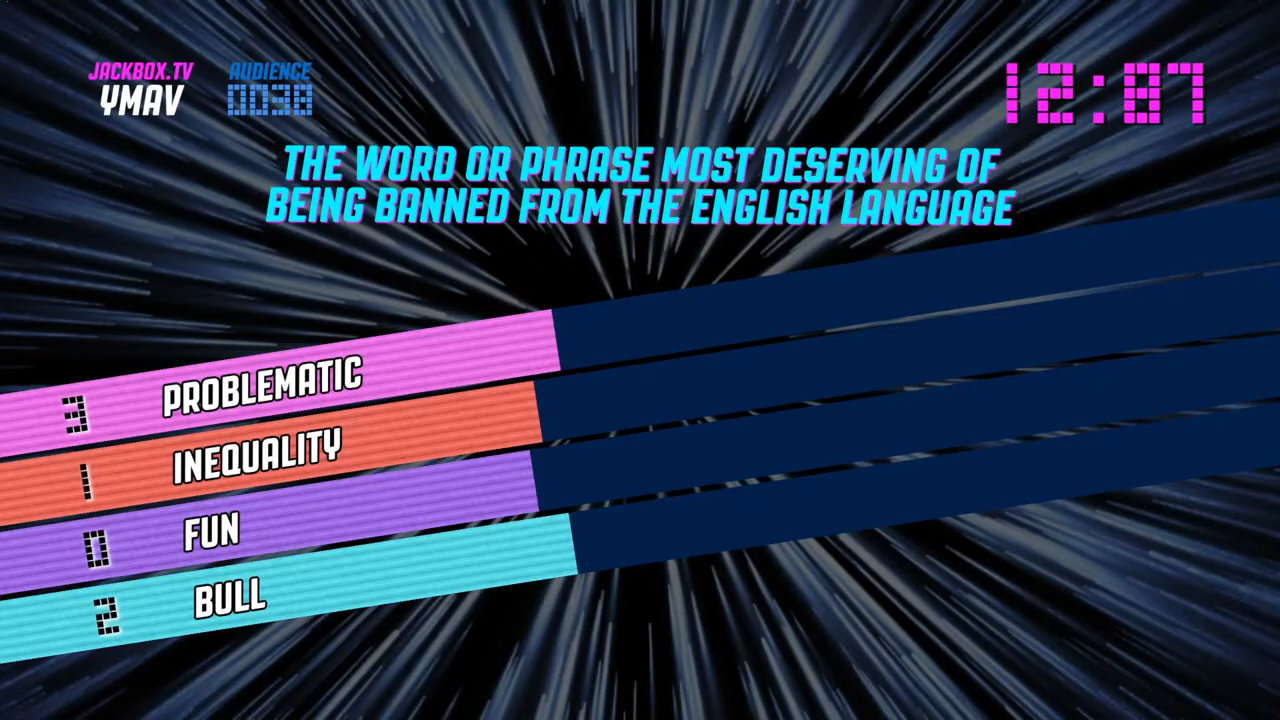 JACKBOX.TV
YMAV
AUDIENCE
0038
12:87
THE WORD OR PHRASE MOST DESERVING OF
BEING BANNED FROM THE ENGLISH LANGUAGE
3 PROBLEMATIC
1 INEQUALITY
0 FUN
2 BULL